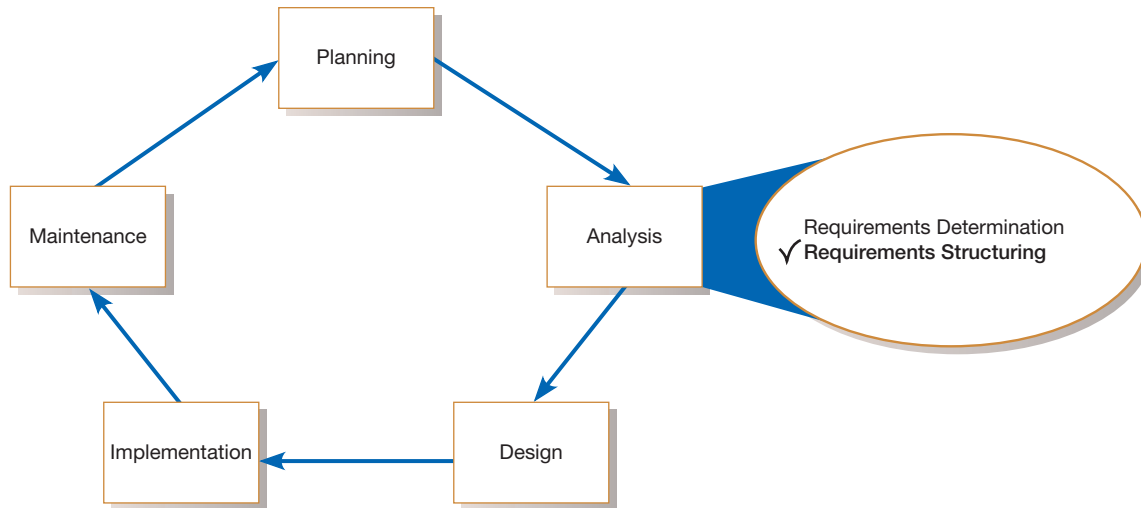 Planning
Maintenance
Analysis
Requirements Determination
✓Requirements Structuring
Implementation
Design